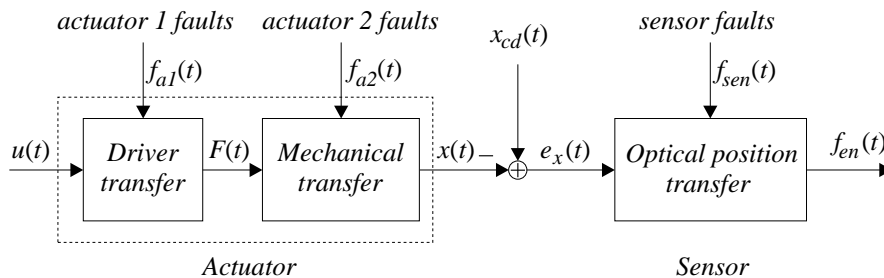 actuator 1 faults
actuator 2 faults
x_cd(t)
sensor faults
f_a1(t)
f_a2(t)
f_sen(t)
u(t)
Driver
transfer
F(t)
Mechanical
transfer
x(t)
−
e_x(t)
Optical position
transfer
f_en(t)
Actuator
Sensor